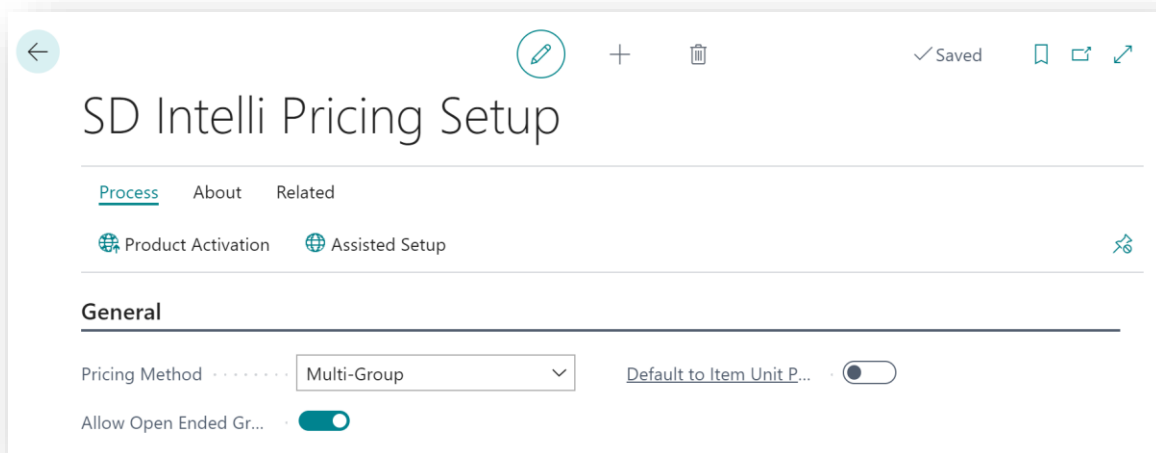 Saved
SD Intelli Pricing Setup
Process About Related
Product Activation Assisted Setup
General
Pricing Method Multi-Group Default to Item Unit P...
Allow Open Ended Gr...